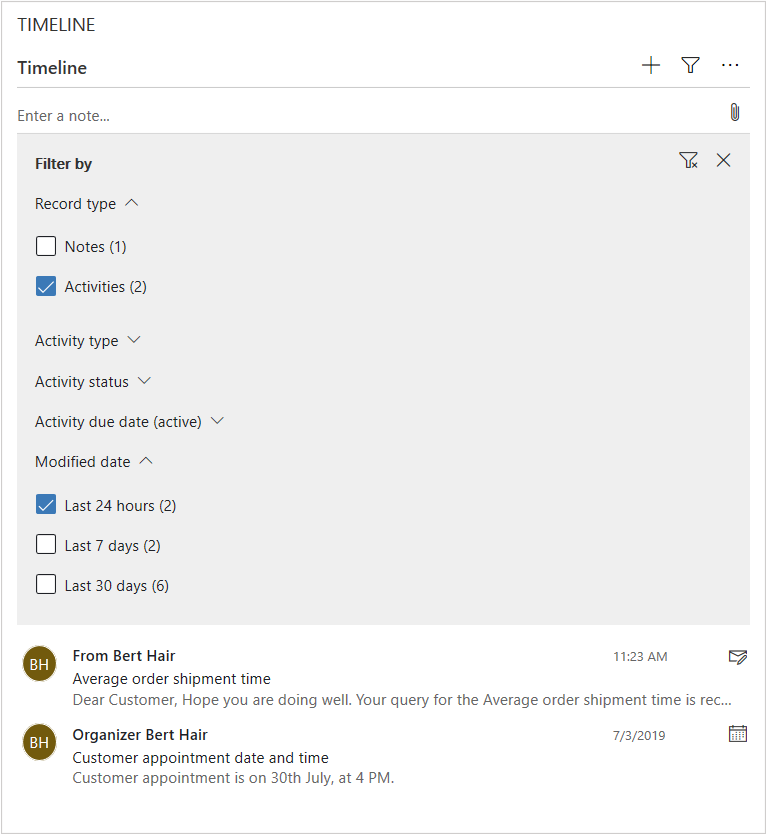 TIMELINE
Timeline
Enter a note...
Filter by
Record type
Notes (1)
Activities (2)
Activity type
Activity status
Activity due date (active)
Modified date
Last 24 hours (2)
Last 7 days (2)
Last 30 days (6)
BH From Bert Hair 11:23 AM
Average order shipment time
Dear Customer, Hope you are doing well. Your query for the Average order shipment time is rec...
BH Organizer Bert Hair 7/3/2019
Customer appointment date and time
Customer appointment is on 30th July, at 4 PM.